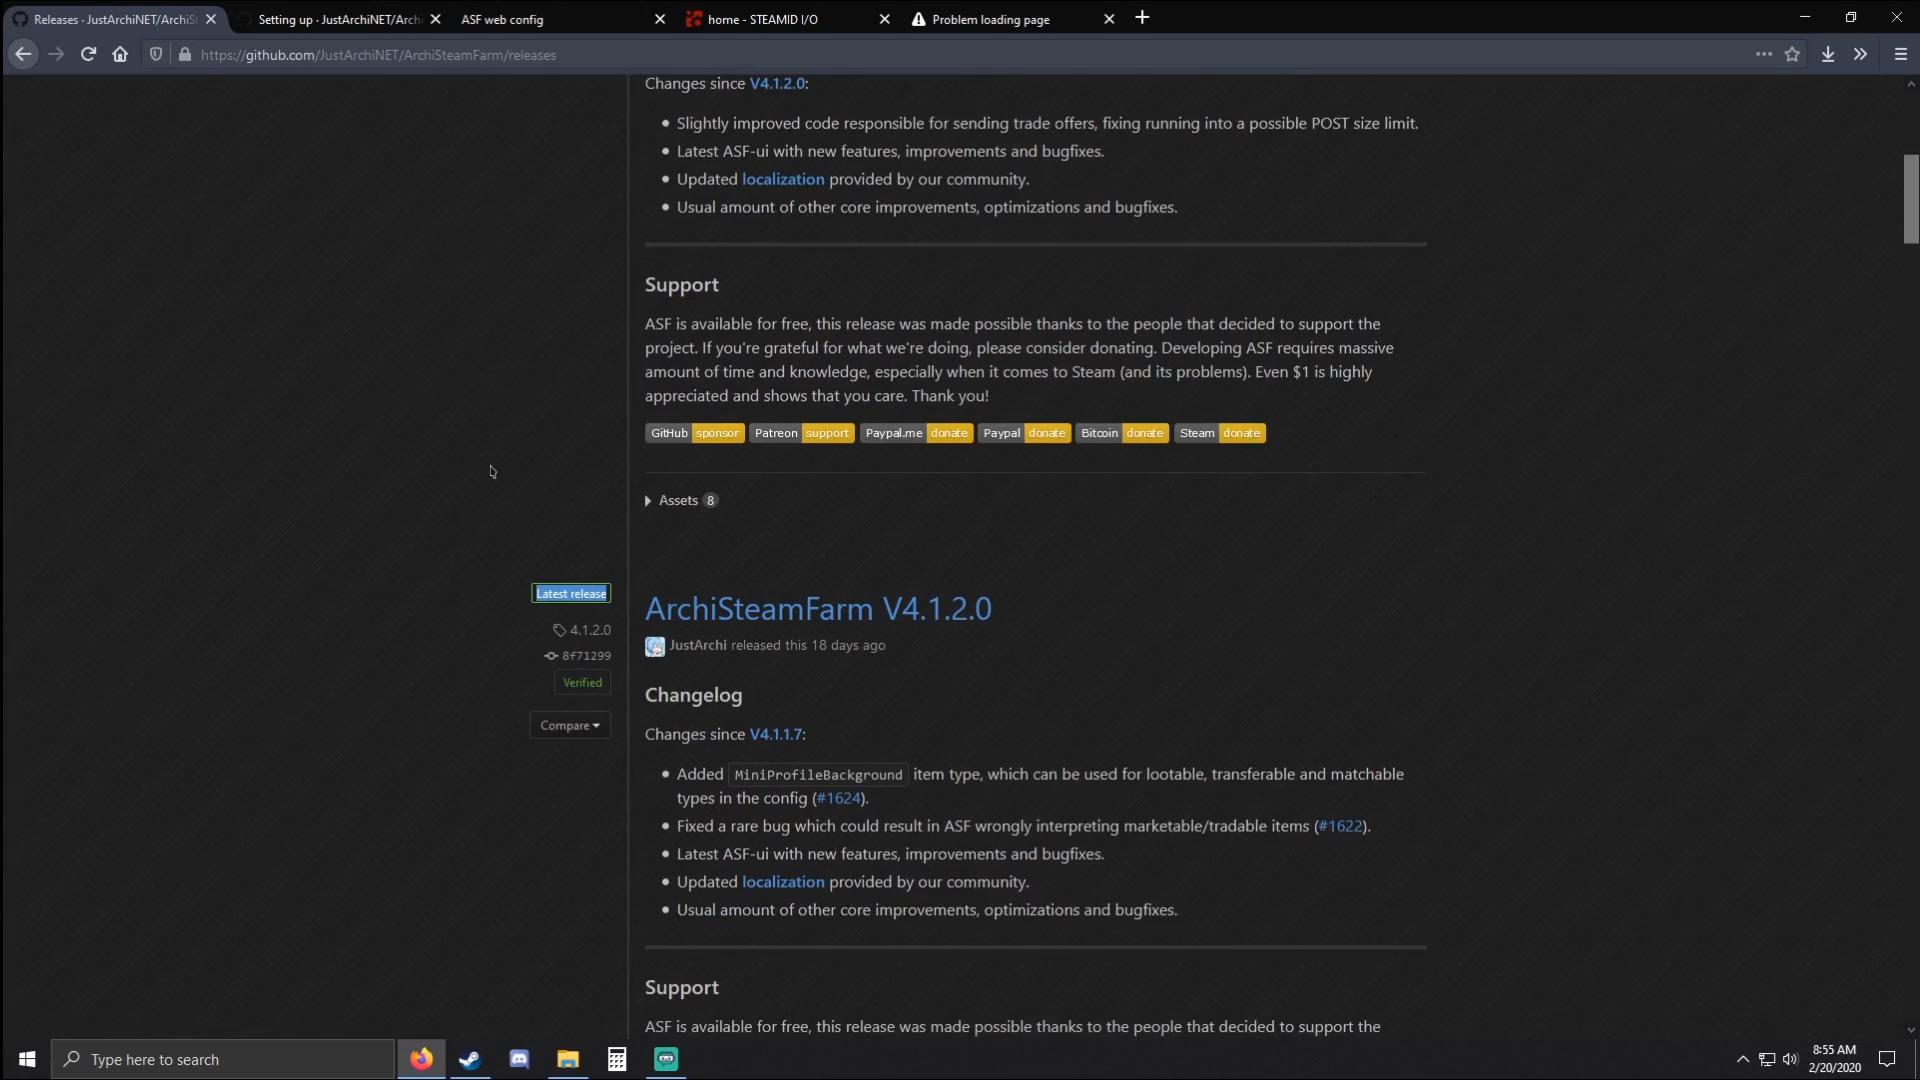 Releases · JustArchiNET/ArchiS
Setting up · JustArchiNET/Arch
ASF web config
home - STEAMID I/O
Problem loading page
https://github.com/JustArchiNET/ArchiSteamFarm/releases
Changes since V4.1.2.0:
Slightly improved code responsible for sending trade offers, fixing running into a possible POST size limit.
Latest ASF-ui with new features, improvements and bugfixes.
Updated localization provided by our community.
Usual amount of other core improvements, optimizations and bugfixes.
Support
ASF is available for free, this release was made possible thanks to the people that decided to support the
project. If you're grateful for what we're doing, please consider donating. Developing ASF requires massive
amount of time and knowledge, especially when it comes to Steam (and its problems). Even $1 is highly
appreciated and shows that you care. Thank you!
GitHub sponsor Patreon support Paypal.me donate Paypal donate Bitcoin donate Steam donate
Assets 8
Latest release
4.1.2.0
8f71299
Verified
Compare
ArchiSteamFarm V4.1.2.0
JustArchi released this 18 days ago
Changelog
Changes since V4.1.1.7:
Added MiniProfileBackground item type, which can be used for lootable, transferable and matchable
types in the config (#1624).
Fixed a rare bug which could result in ASF wrongly interpreting marketable/tradable items (#1622).
Latest ASF-ui with new features, improvements and bugfixes.
Updated localization provided by our community.
Usual amount of other core improvements, optimizations and bugfixes.
Support
ASF is available for free, this release was made possible thanks to the people that decided to support the
Type here to search
8:55 AM
2/20/2020